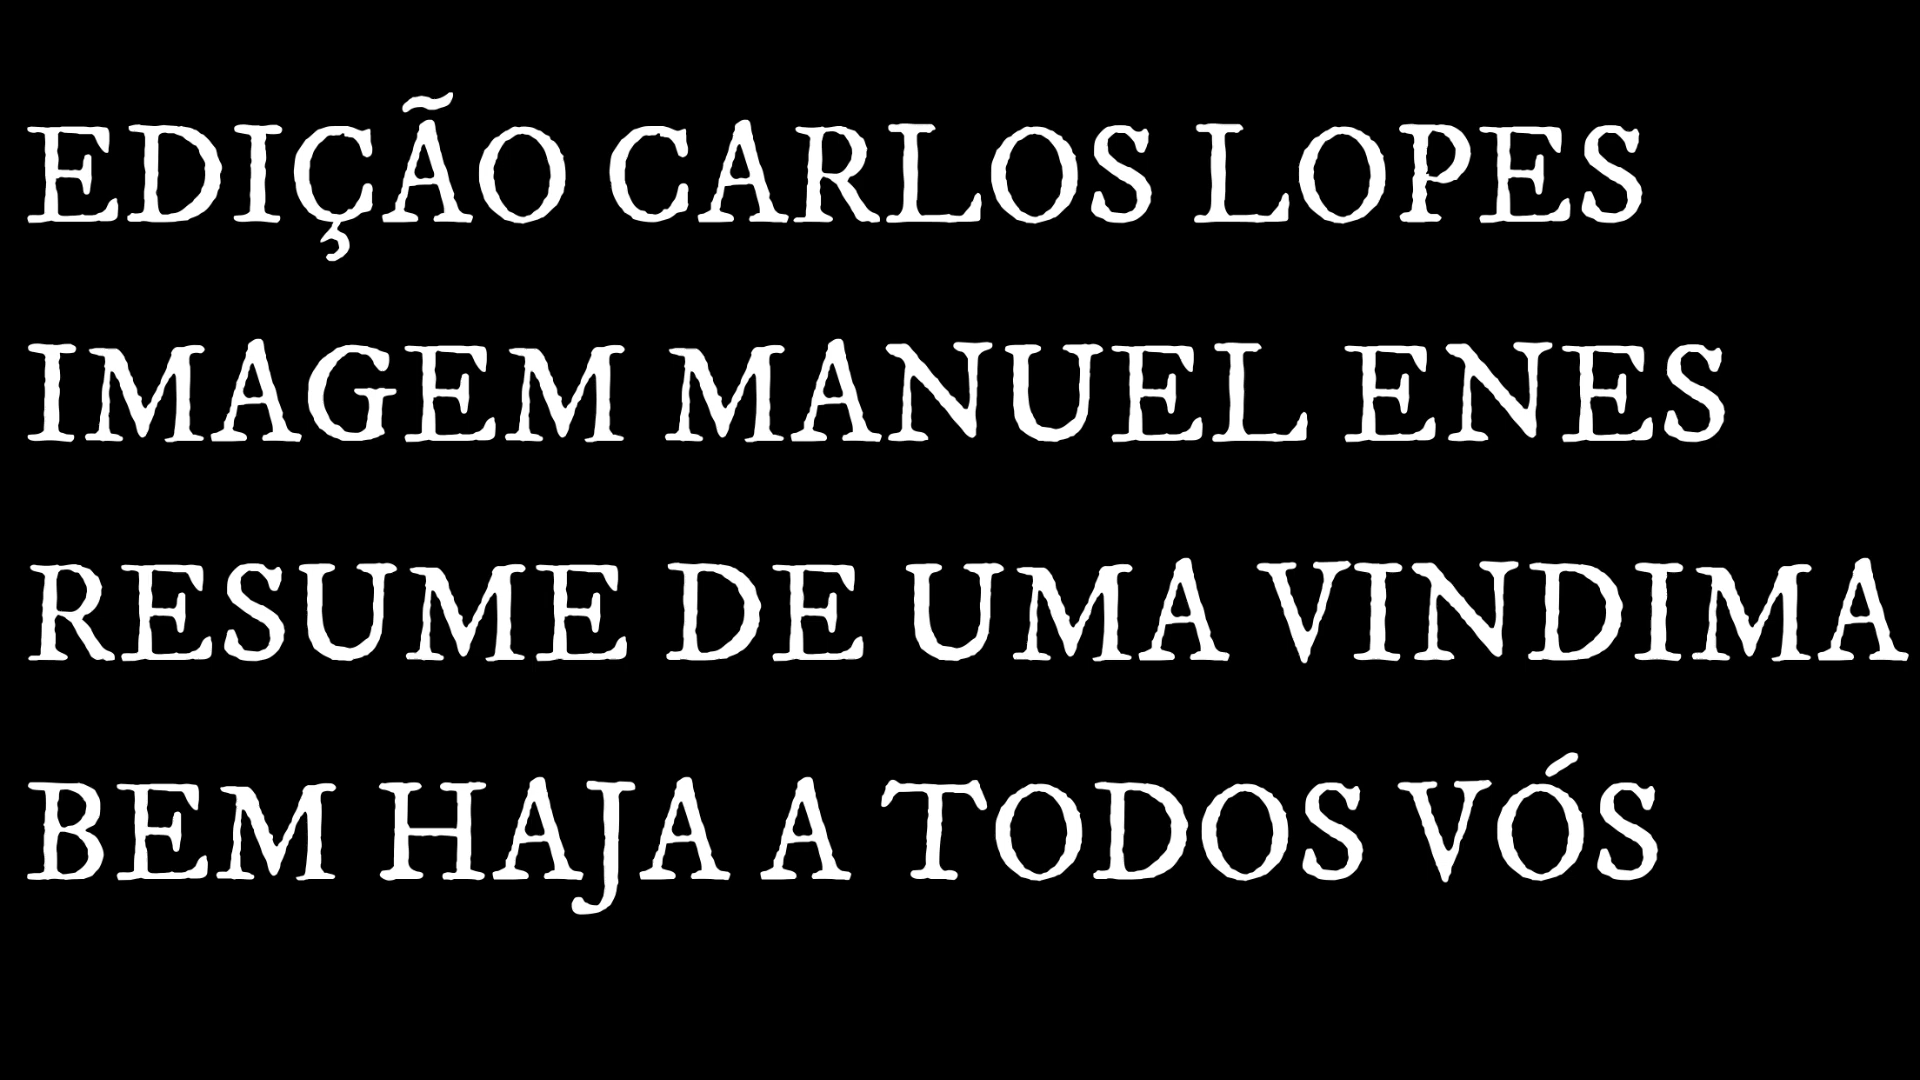 EDIÇÃO CARLOS LOPES
IMAGEM MANUEL ENES
RESUME DE UMA VINDIMA
BEM HAJA A TODOS VÓS